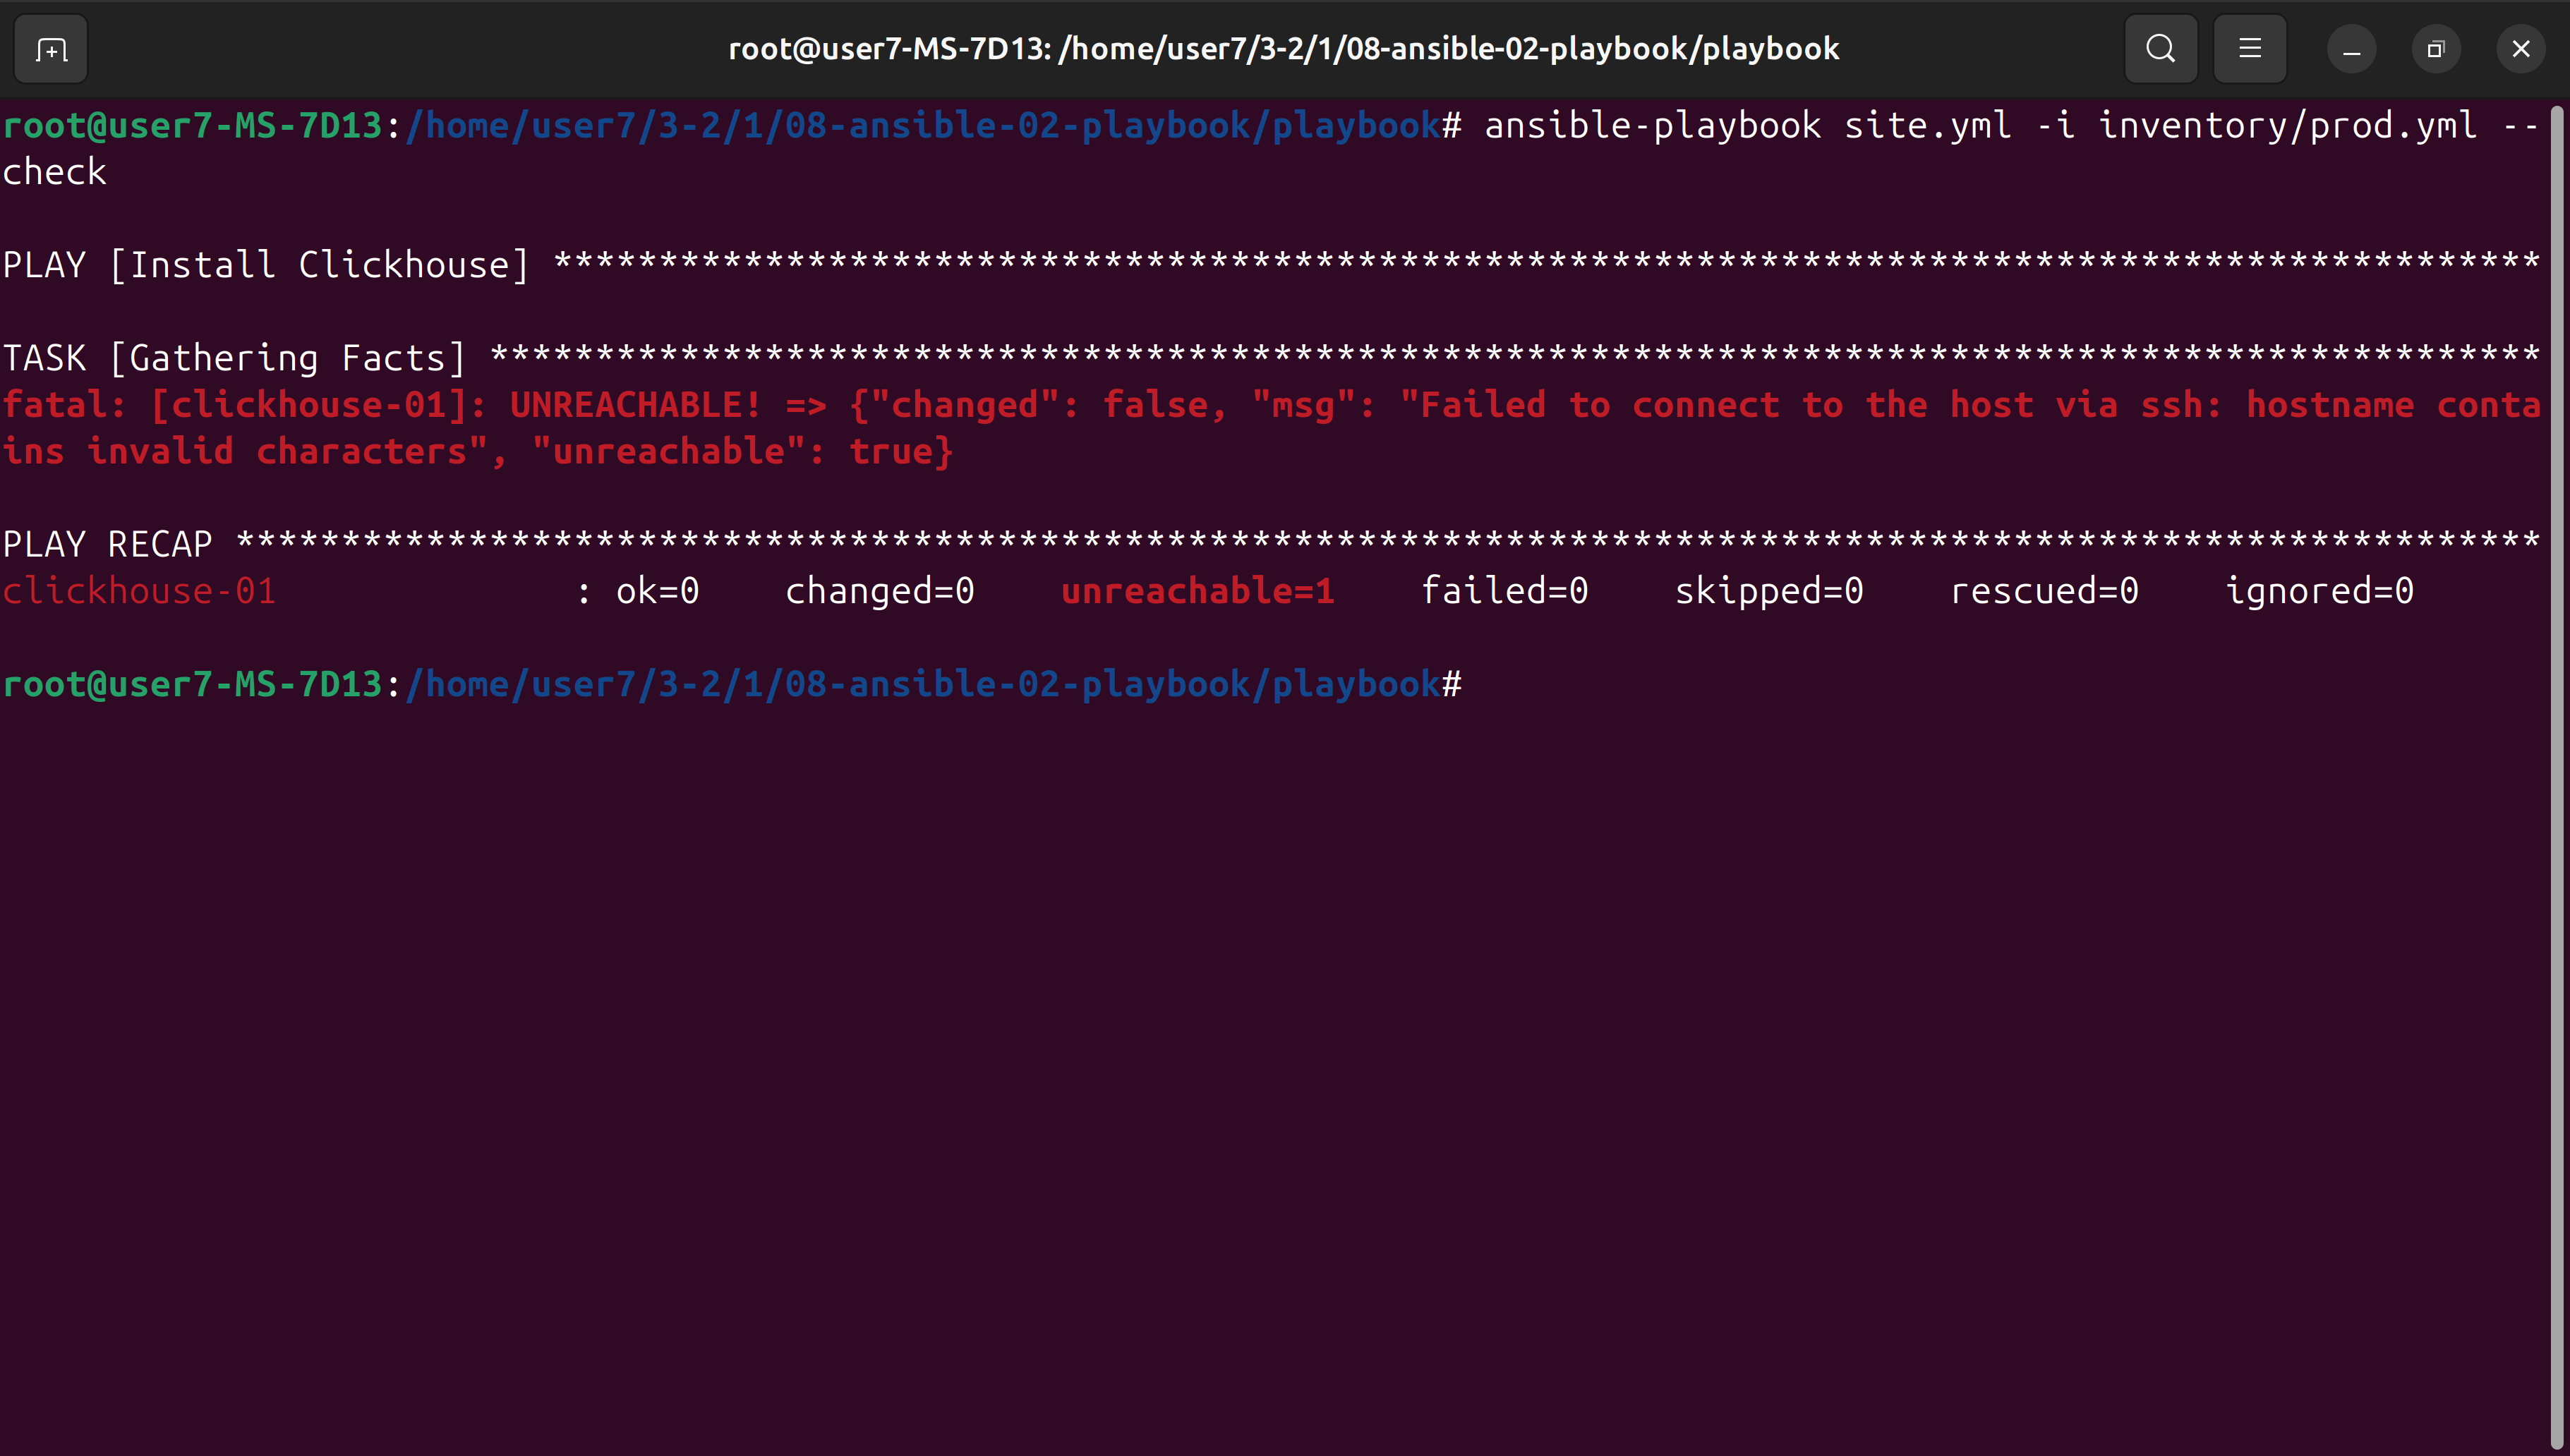 root@user7-MS-7D13: /home/user7/3-2/1/08-ansible-02-playbook/playbook
root@user7-MS-7D13:/home/user7/3-2/1/08-ansible-02-playbook/playbook# ansible-playbook site.yml -i inventory/prod.yml --
check
PLAY [Install Clickhouse] **********************************************************************************************
TASK [Gathering Facts] *************************************************************************************************
fatal: [clickhouse-01]: UNREACHABLE! => {"changed": false, "msg": "Failed to connect to the host via ssh: hostname conta
ins invalid characters", "unreachable": true}
PLAY RECAP *************************************************************************************************************
clickhouse-01              : ok=0    changed=0    unreachable=1    failed=0    skipped=0    rescued=0    ignored=0
root@user7-MS-7D13:/home/user7/3-2/1/08-ansible-02-playbook/playbook#